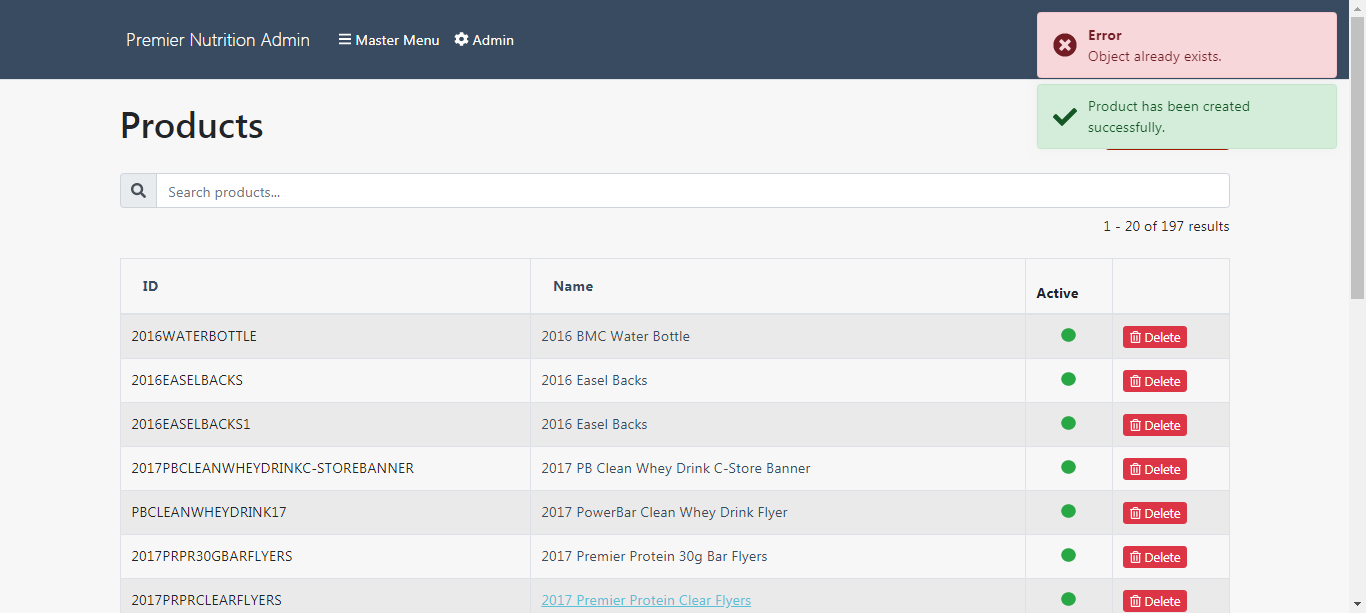 Premier Nutrition Admin
Master Menu
Admin
Error
Object already exists.
Product has been created
successfully.
Products
Search products...
1 - 20 of 197 results
ID Name Active
2016WATERBOTTLE 2016 BMC Water Bottle Delete
2016EASELBACKS 2016 Easel Backs Delete
2016EASELBACKS1 2016 Easel Backs Delete
2017PBCLEANWHEYDRINKC-STOREBANNER 2017 PB Clean Whey Drink C-Store Banner Delete
PBCLEANWHEYDRINK17 2017 PowerBar Clean Whey Drink Flyer Delete
2017PRPR30GBARFLYERS 2017 Premier Protein 30g Bar Flyers Delete
2017PRPRCLEARFLYERS 2017 Premier Protein Clear Flyers Delete